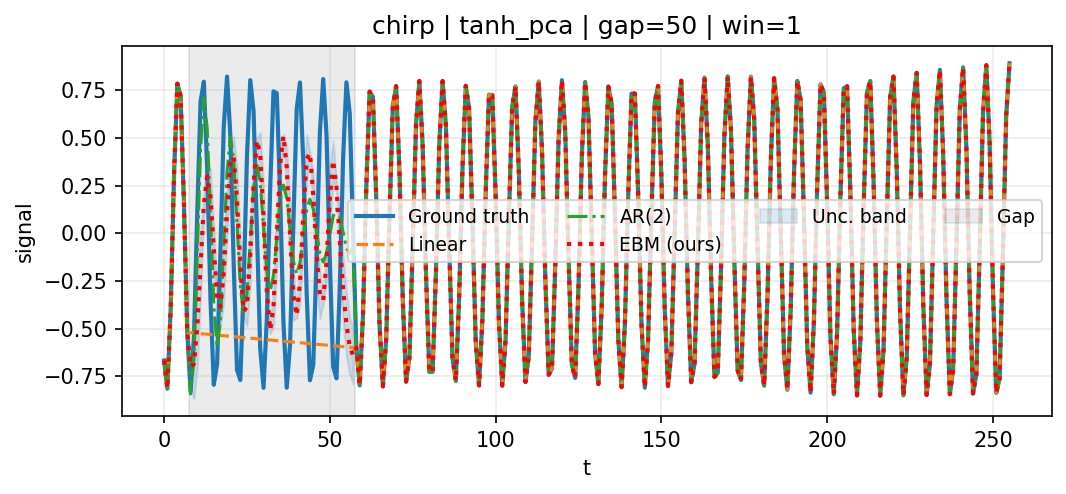 chirp | tanh_pca | gap=50 | win=1
signal
0.75
0.50
0.25
0.00
−0.25
−0.50
−0.75
Ground truth AR(2) Unc. band Gap
Linear EBM (ours)
0 50 100 150 200 250
t